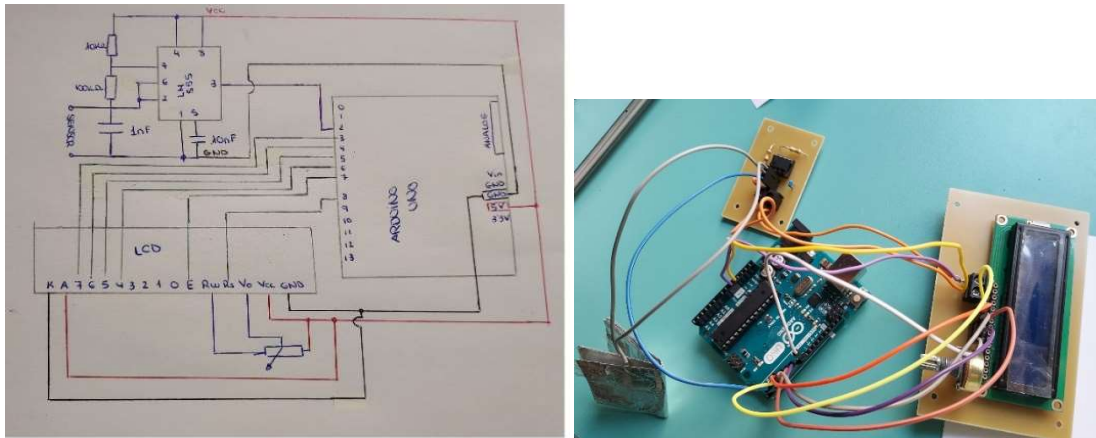 VCC
10KΩ
4 8
7
LM 555
6
3
100KΩ
2
1 5
1nF
10nF
GND
0
1
2
3
4
5
6
7
8
9
10
11
12
13
ARDUINO
UNO
ANALOG
Vin
GND
GND
5V
3,3V
LCD
K A 7 6 5 4 3 2 1 0 E RW RS Vo Vcc GND